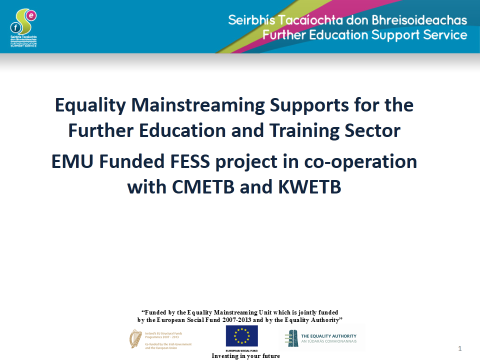 Seirbhís Tacaíochta don Bhreisoideachas
Further Education Support Service
Equality Mainstreaming Supports for the
Further Education and Training Sector
EMU Funded FESS project in co-operation
with CMETB and KWETB
“Funded by the Equality Mainstreaming Unit which is jointly funded
by the European Social Fund 2007-2013 and by the Equality Authority”
THE EQUALITY AUTHORITY
EUROPEAN SOCIAL FUND
Investing in your future
1